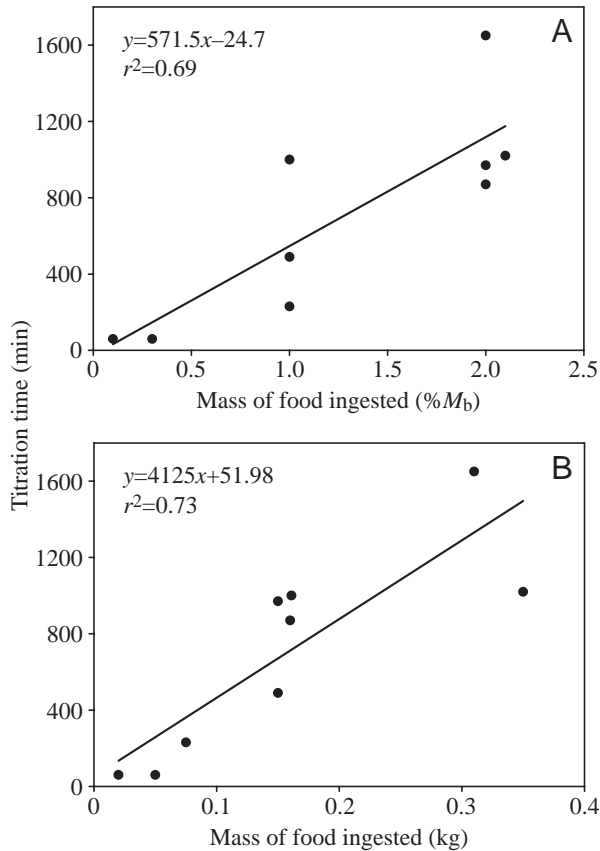 A
y=571.5x–24.7
r²=0.69
1600
1200
800
400
0
0 0.5 1.0 1.5 2.0 2.5
Mass of food ingested (%Mb)
Titration time (min)
B
y=4125x+51.98
r²=0.73
1600
1200
800
400
0
0 0.1 0.2 0.3 0.4
Mass of food ingested (kg)